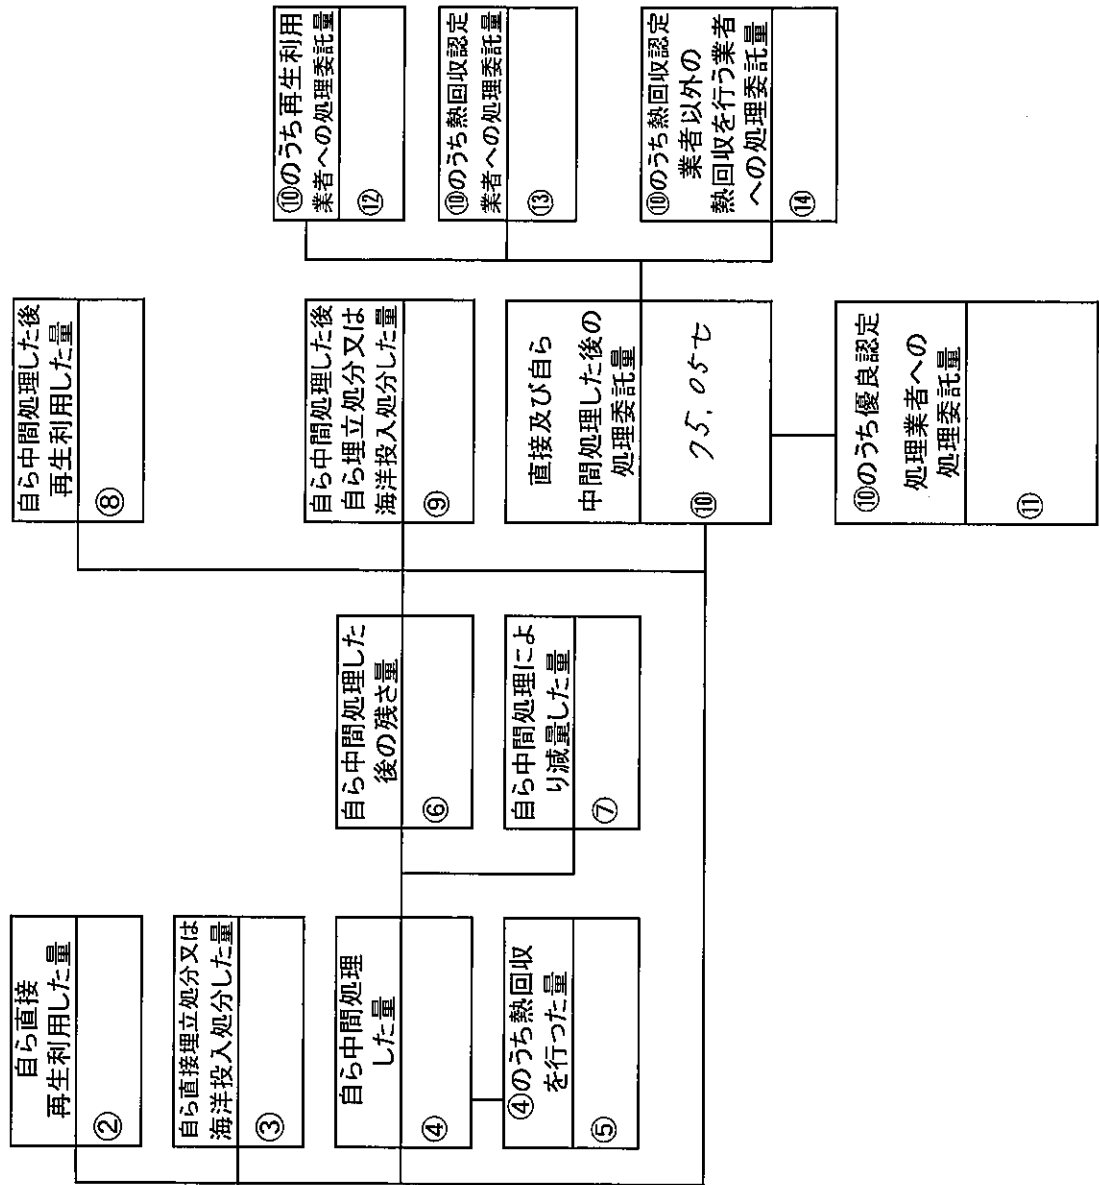 自ら直接
再生利用した量
②
自ら直接埋立処分又は
海洋投入処分した量
③
自ら中間処理
した量
④
④のうち熱回収
を行った量
⑤
自ら中間処理した
後の残さ量
⑥
自ら中間処理によ
り減量した量
⑦
自ら中間処理した後
再生利用した量
⑧
自ら中間処理した後
自ら埋立処分又は
海洋投入処分した量
⑨
直接及び自ら
中間処理した後の
処理委託量
⑩ 75.05t
⑩のうち優良認定
処理業者への
処理委託量
⑪
⑩のうち再生利用
業者への処理委託量
⑫
⑩のうち熱回収認定
業者への処理委託量
⑬
⑩のうち熱回収認定
業者以外の
熱回収を行う業者
への処理委託量
⑭